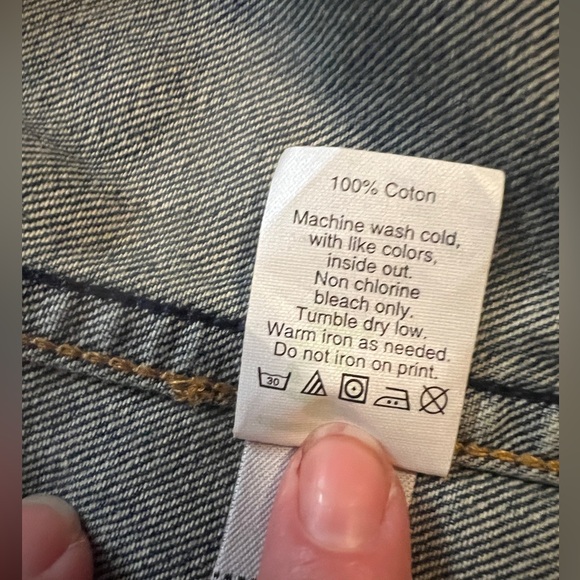 100% Coton
Machine wash cold,
with like colors,
inside out.
Non chlorine
bleach only.
Tumble dry low.
Warm iron as needed.
Do not iron on print.
30